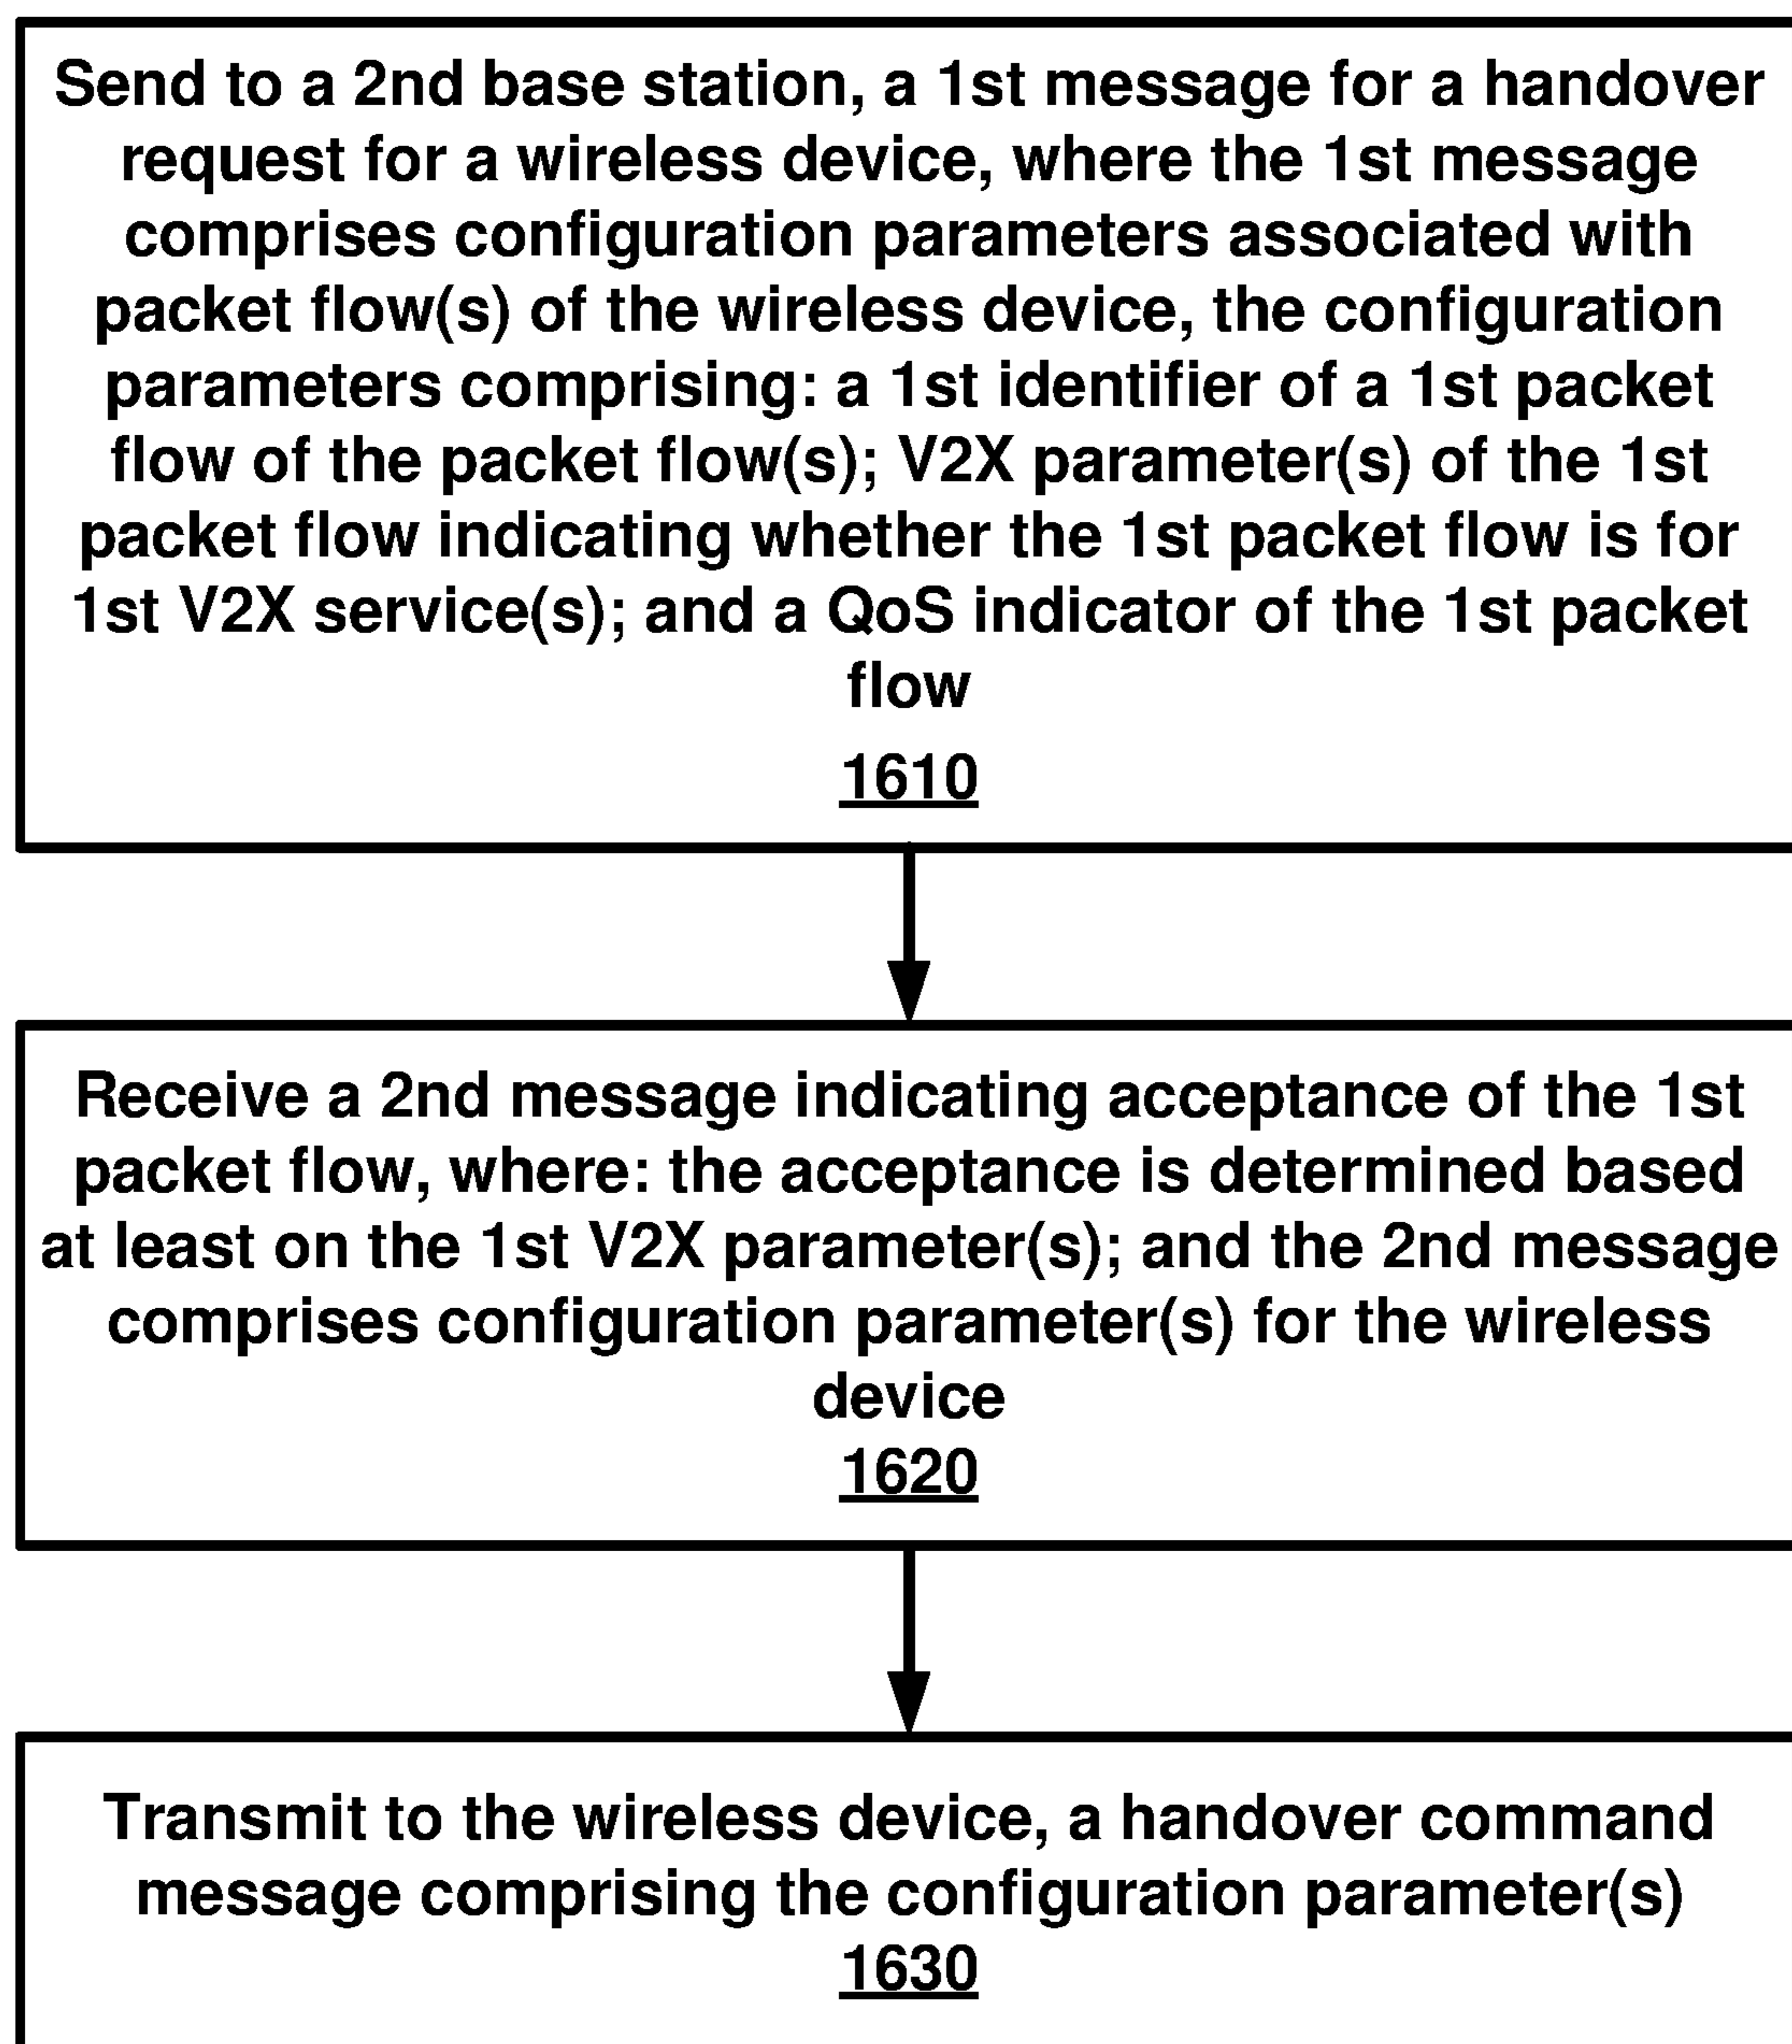 Send to a 2nd base station, a 1st message for a handover
request for a wireless device, where the 1st message
comprises configuration parameters associated with
packet flow(s) of the wireless device, the configuration
parameters comprising: a 1st identifier of a 1st packet
flow of the packet flow(s); V2X parameter(s) of the 1st
packet flow indicating whether the 1st packet flow is for
1st V2X service(s); and a QoS indicator of the 1st packet
flow
1610
Receive a 2nd message indicating acceptance of the 1st
packet flow, where: the acceptance is determined based
at least on the 1st V2X parameter(s); and the 2nd message
comprises configuration parameter(s) for the wireless
device
1620
Transmit to the wireless device, a handover command
message comprising the configuration parameter(s)
1630